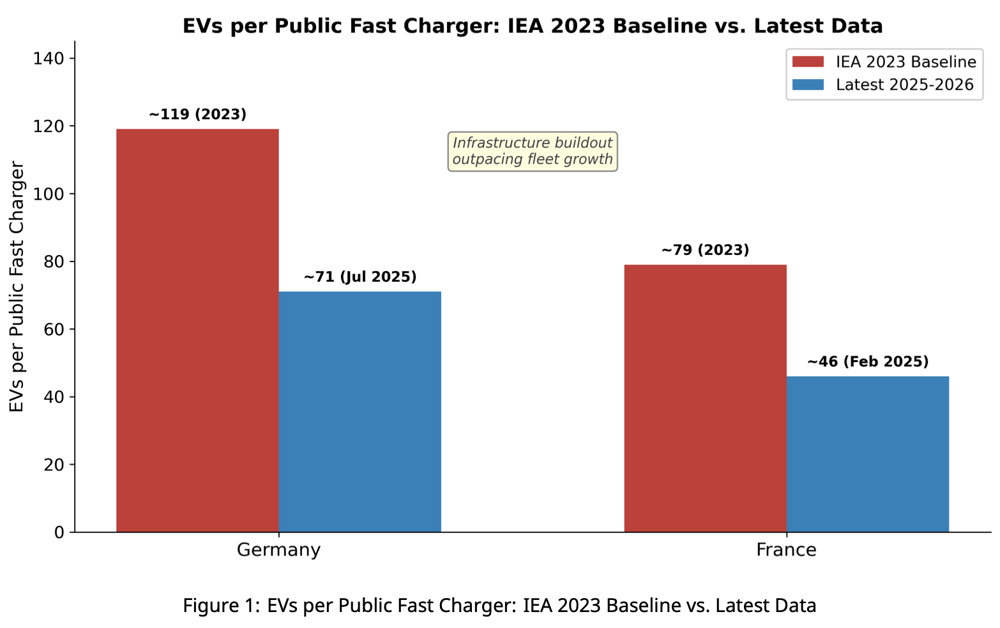 EVs per Public Fast Charger: IEA 2023 Baseline vs. Latest Data
IEA 2023 Baseline
Latest 2025-2026
EVs per Public Fast Charger
140
120
100
80
60
40
20
0
~119 (2023)
~71 (Jul 2025)
Infrastructure buildout
outpacing fleet growth
~79 (2023)
~46 (Feb 2025)
Germany
France
Figure 1: EVs per Public Fast Charger: IEA 2023 Baseline vs. Latest Data